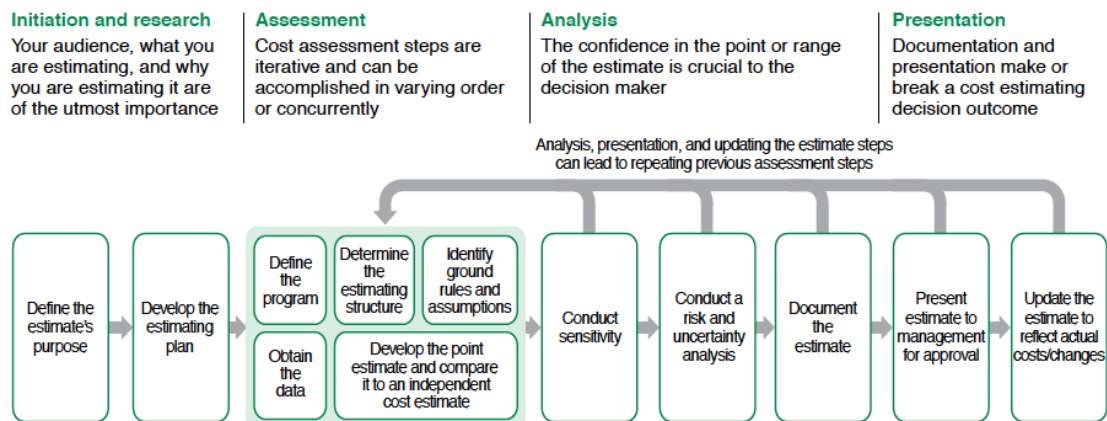 Initiation and research
Your audience, what you
are estimating, and why
you are estimating it are
of the utmost importance
Assessment
Cost assessment steps are
iterative and can be
accomplished in varying order
or concurrently
Analysis
The confidence in the point or range
of the estimate is crucial to the
decision maker
Presentation
Documentation and
presentation make or
break a cost estimating
decision outcome
Analysis, presentation, and updating the estimate steps
can lead to repeating previous assessment steps
Define the
estimate's
purpose
Develop the
estimating
plan
Define
the
program
Determine
the
estimating
structure
Identify
ground
rules and
assumptions
Obtain
the
data
Develop the point
estimate and compare
it to an independent
cost estimate
Conduct
sensitivity
Conduct a
risk and
uncertainty
analysis
Document
the
estimate
Present
estimate to
management
for approval
Update the
estimate to
reflect actual
costs/changes